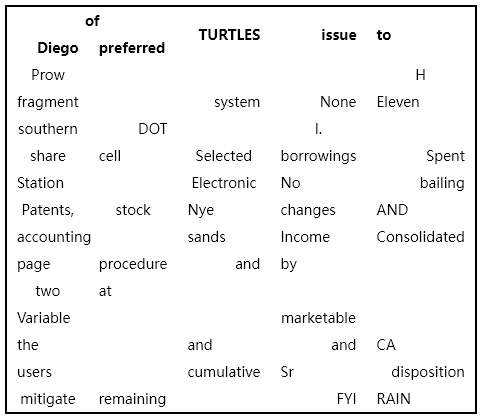 of
Diego preferred TURTLES issue to
Prow H
fragment system None Eleven
southern DOT I.
share cell Selected borrowings Spent
Station Electronic No bailing
Patents, stock Nye changes AND
accounting sands Income Consolidated
page procedure and by
two at
Variable marketable
the and and CA
users cumulative Sr disposition
mitigate remaining FYI RAIN